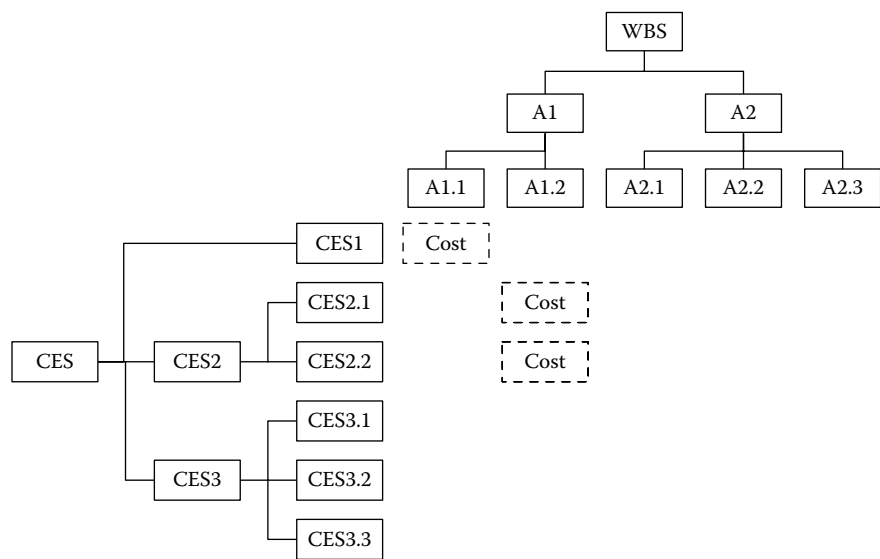 WBS
A1
A2
A1.1
A1.2
A2.1
A2.2
A2.3
CES1
Cost
CES2.1
Cost
CES
CES2
CES2.2
Cost
CES3.1
CES3
CES3.2
CES3.3